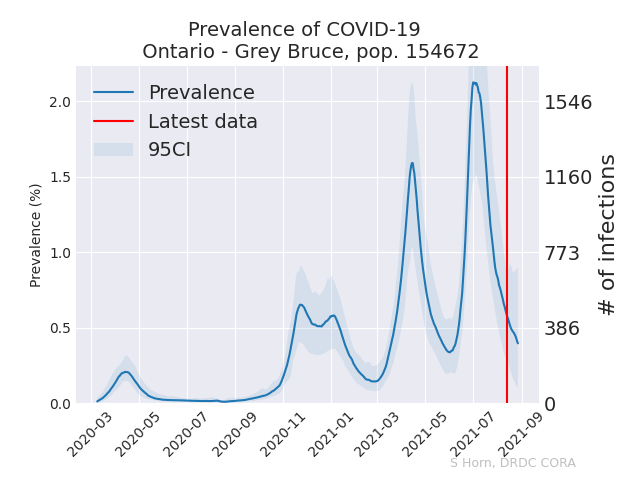 Prevalence of COVID-19
Ontario - Grey Bruce, pop. 154672
Prevalence
Latest data
95CI
Prevalence (%)
2.0
1.5
1.0
0.5
0.0
1546
1160
773
386
0
# of infections
2020-03
2020-05
2020-07
2020-09
2020-11
2021-01
2021-03
2021-05
2021-07
2021-09
S Horn, DRDC CORA